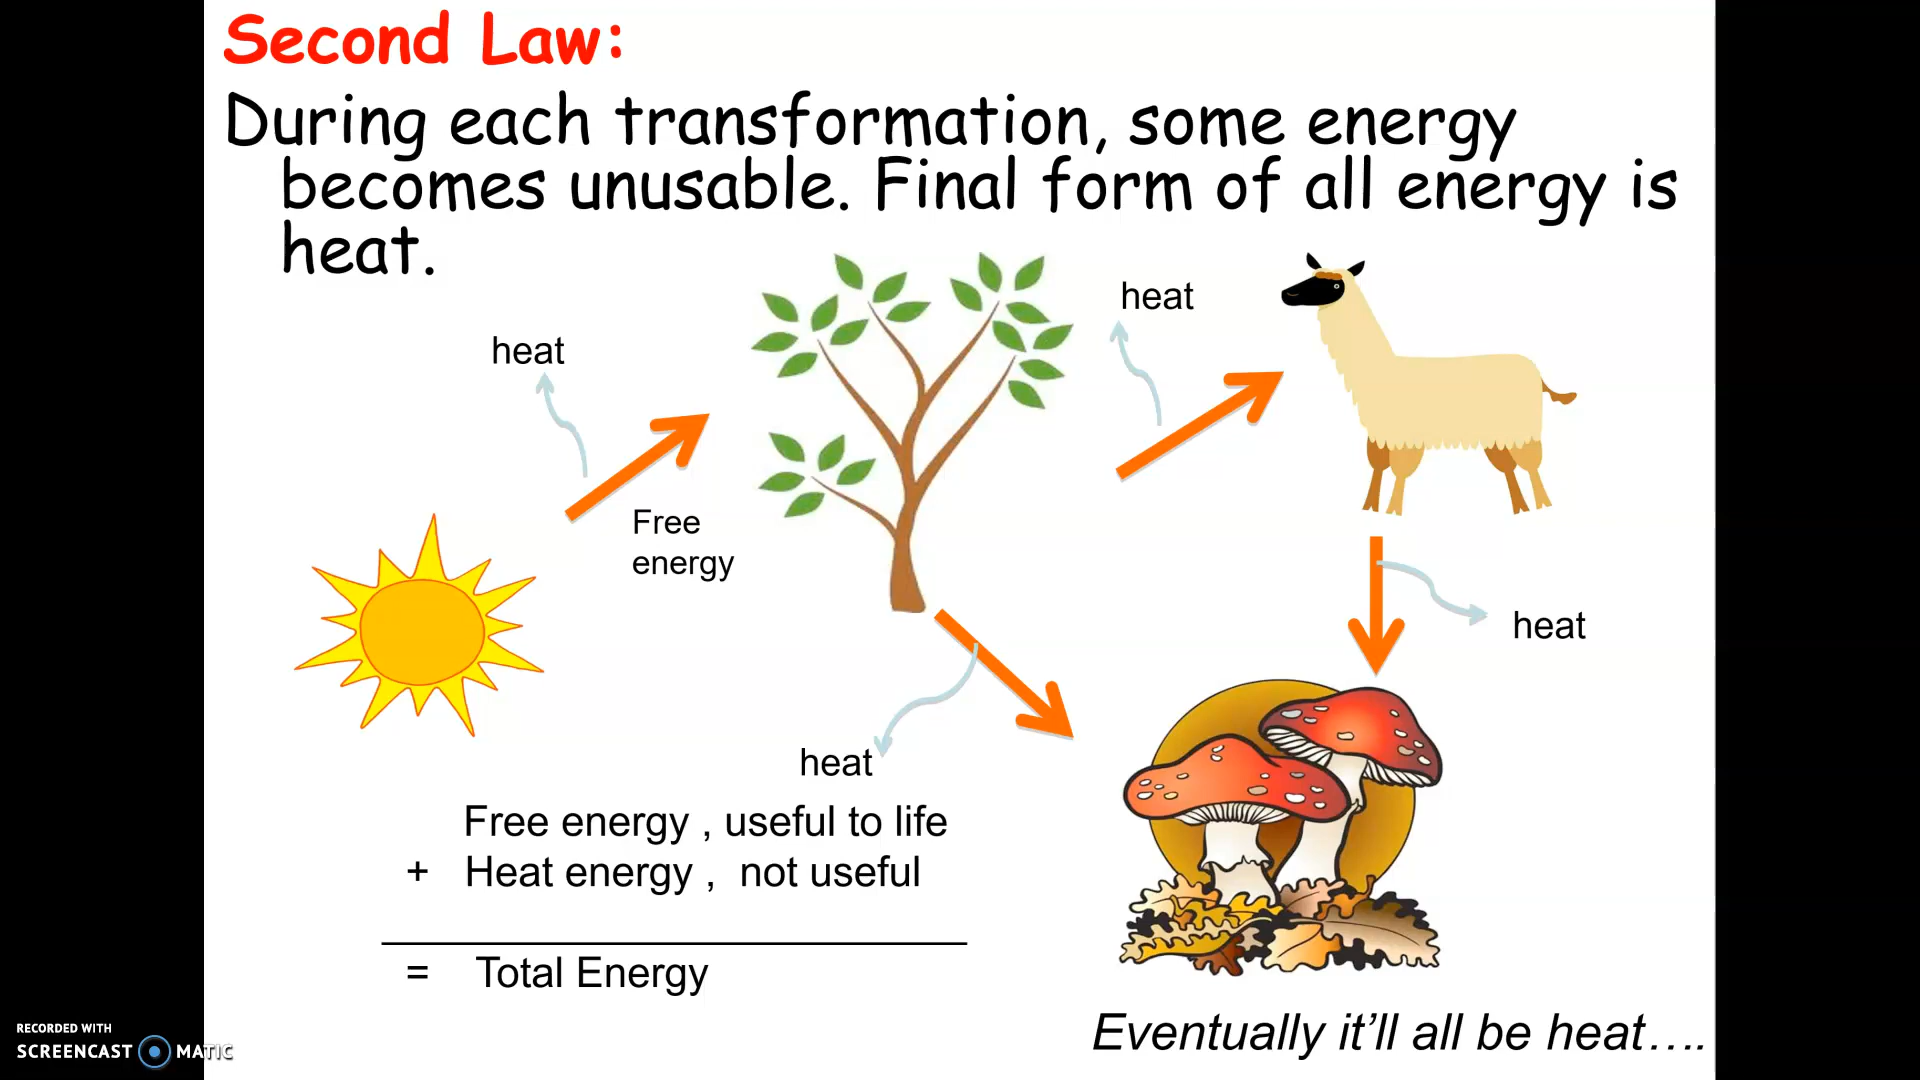 Second Law:
During each transformation, some energy
becomes unusable. Final form of all energy is
heat.
heat
heat
Free
energy
heat
heat
Free energy , useful to life
+ Heat energy , not useful
= Total Energy
Eventually it'll all be heat….
RECORDED WITH
SCREENCAST MATIC